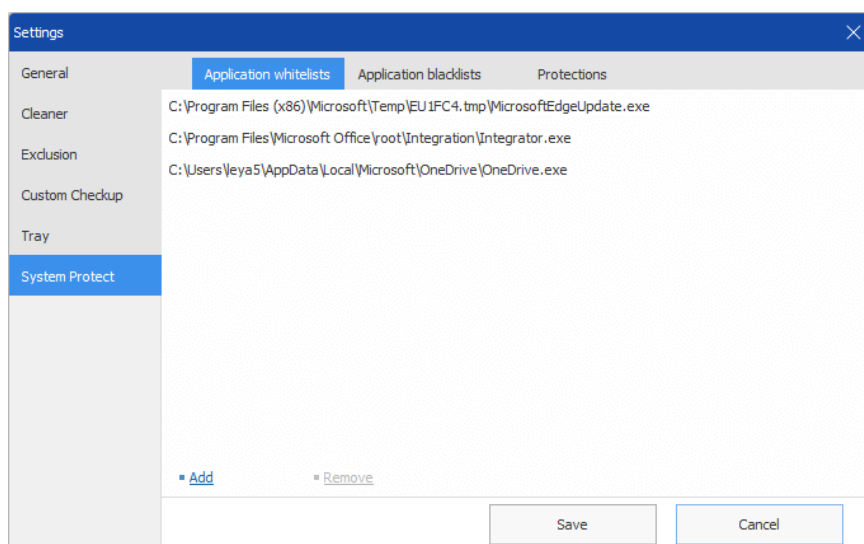 Settings
General
Application whitelists
Application blacklists
Protections
Cleaner
Exclusion
Custom Checkup
Tray
System Protect
C:\Program Files (x86)\Microsoft\Temp\EU1FC4.tmp\MicrosoftEdgeUpdate.exe
C:\Program Files\Microsoft Office\root\Integration\Integrator.exe
C:\Users\leya5\AppData\Local\Microsoft\OneDrive\OneDrive.exe
Add
Remove
Save
Cancel